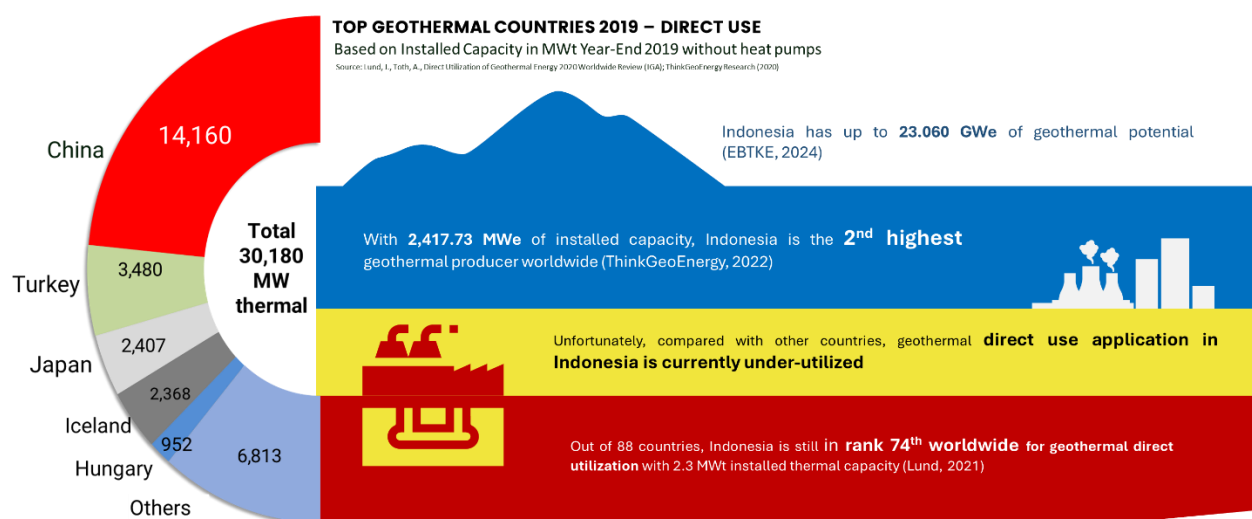 TOP GEOTHERMAL COUNTRIES 2019 – DIRECT USE
Based on Installed Capacity in MWt Year-End 2019 without heat pumps
Source: Lund, J., Toth, A., Direct Utilization of Geothermal Energy 2020 Worldwide Review (IGA); ThinkGeoEnergy Research (2020)
China
14,160
Turkey
3,480
Japan
2,407
Iceland
2,368
Hungary
952
Others
6,813
Total
30,180
MW
thermal
Indonesia has up to 23.060 GWe of geothermal potential
(EBTKE, 2024)
With 2,417.73 MWe of installed capacity, Indonesia is the 2nd highest
geothermal producer worldwide (ThinkGeoEnergy, 2022)
Unfortunately, compared with other countries, geothermal direct use application in
Indonesia is currently under-utilized
Out of 88 countries, Indonesia is still in rank 74th worldwide for geothermal direct
utilization with 2.3 MWt installed thermal capacity (Lund, 2021)